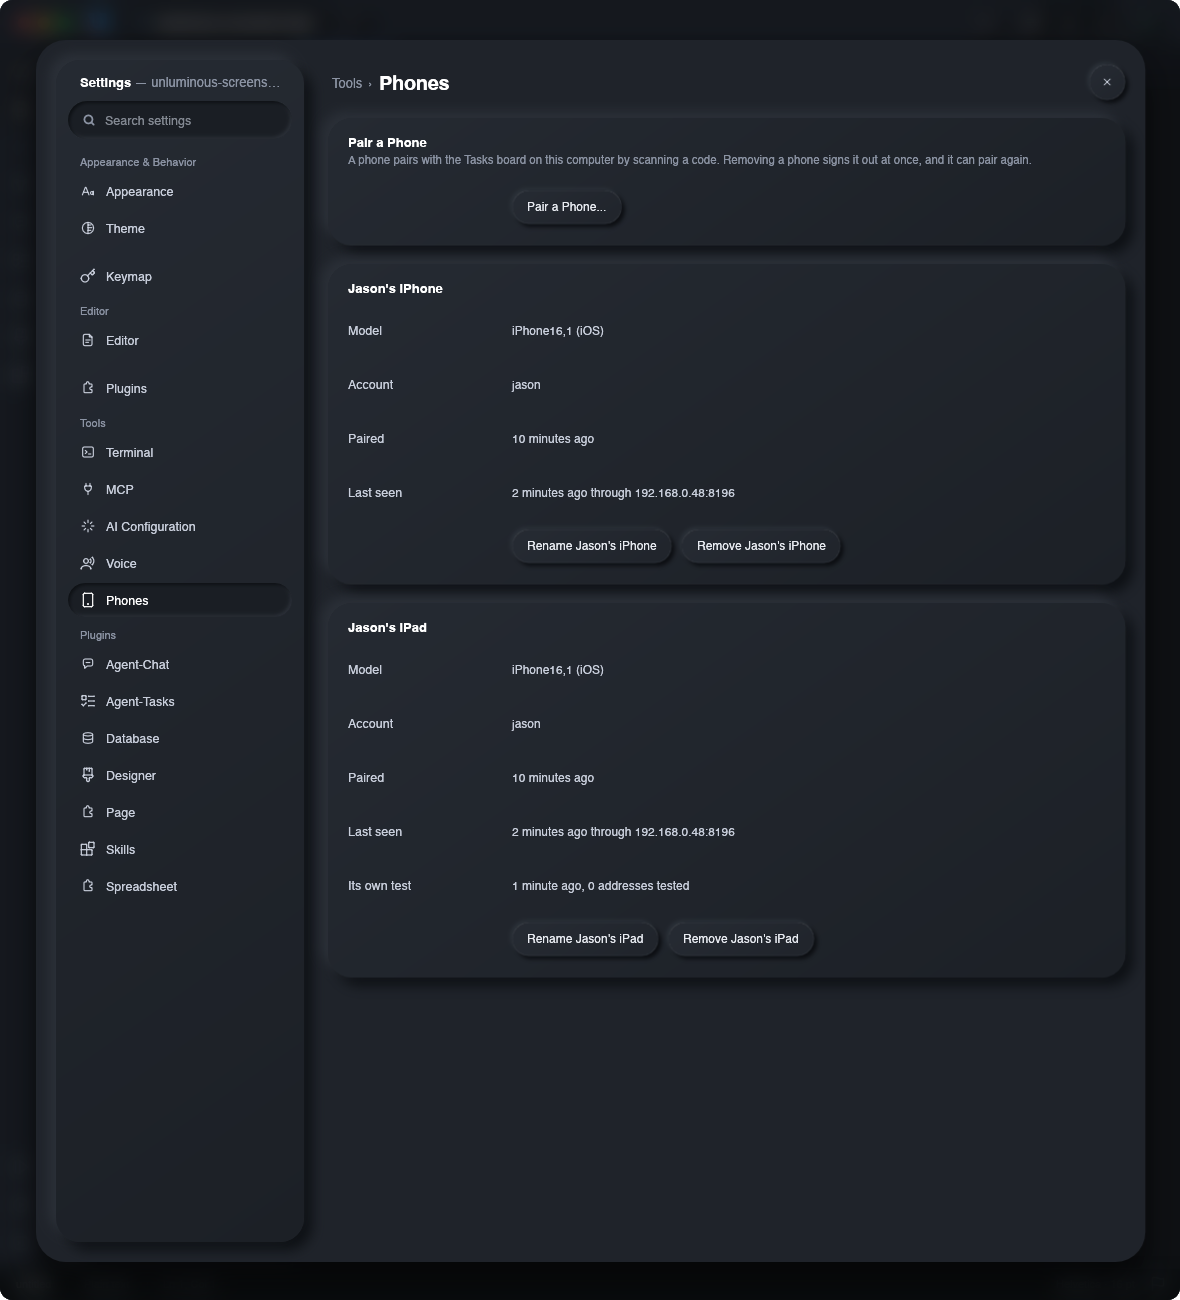 Settings — unluminous-screens...
Search settings
Appearance & Behavior
Appearance
Theme
Keymap
Editor
Editor
Plugins
Tools
Terminal
MCP
AI Configuration
Voice
Phones
Plugins
Agent-Chat
Agent-Tasks
Database
Designer
Page
Skills
Spreadsheet
Tools › Phones
Pair a Phone
A phone pairs with the Tasks board on this computer by scanning a code. Removing a phone signs it out at once, and it can pair again.
Pair a Phone...
Jason's iPhone
Model iPhone16,1 (iOS)
Account jason
Paired 10 minutes ago
Last seen 2 minutes ago through 192.168.0.48:8196
Rename Jason's iPhone Remove Jason's iPhone
Jason's iPad
Model iPhone16,1 (iOS)
Account jason
Paired 10 minutes ago
Last seen 2 minutes ago through 192.168.0.48:8196
Its own test 1 minute ago, 0 addresses tested
Rename Jason's iPad Remove Jason's iPad